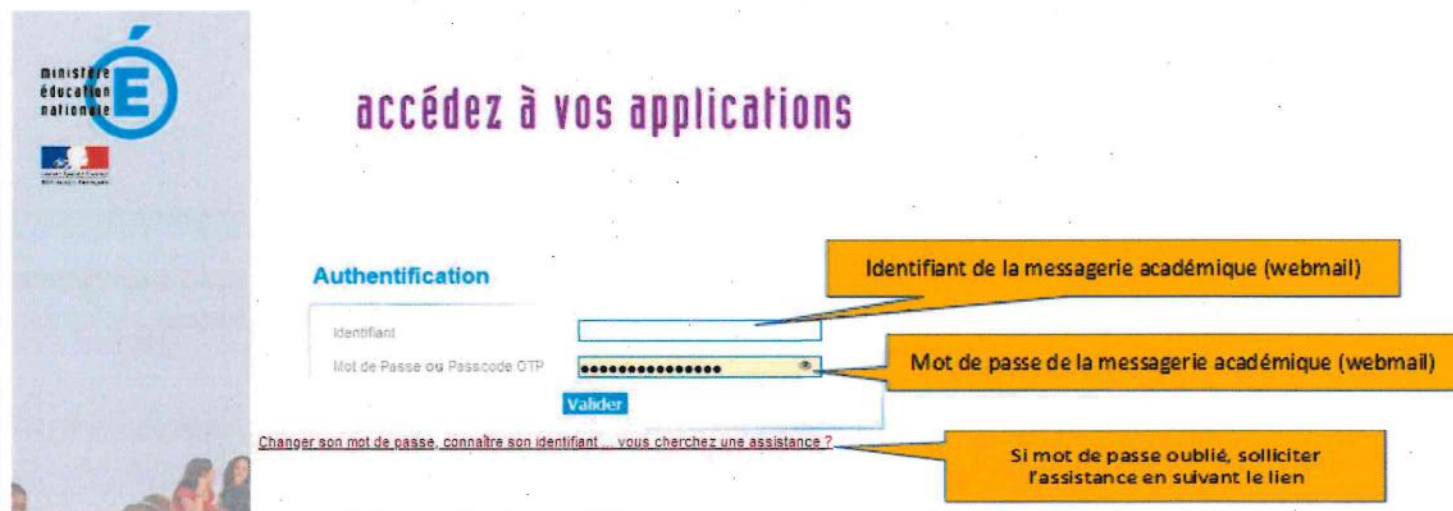 ministère
éducation
nationale
É
accédez à vos applications
Identifiant de la messagerie académique (webmail)
Authentification
Identifiant
Mot de Passe ou Passcode OTP
Mot de passe de la messagerie académique (webmail)
Valider
Changer son mot de passe, connaître son identifiant ... vous cherchez une assistance ?
Si mot de passe oublié, solliciter
l'assistance en suivant le lien